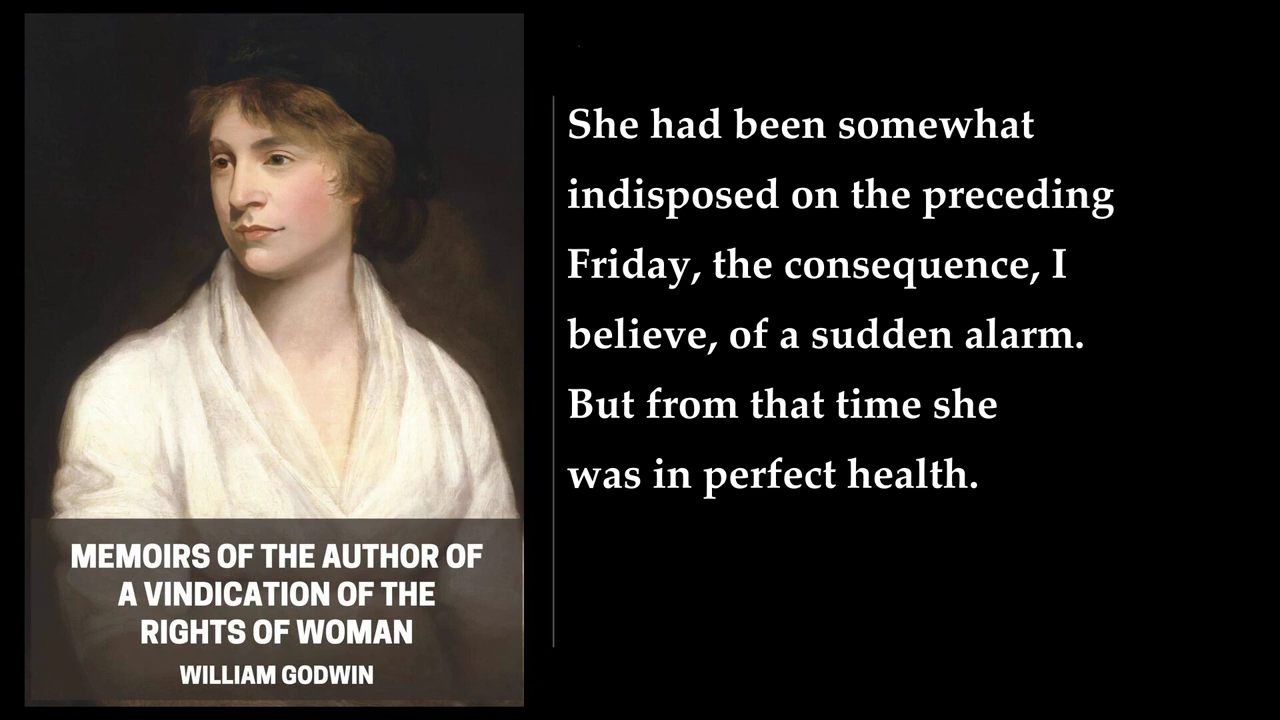 She had been somewhat
indisposed on the preceding
Friday, the consequence, I
believe, of a sudden alarm.
But from that time she
was in perfect health.
MEMOIRS OF THE AUTHOR OF
A VINDICATION OF THE
RIGHTS OF WOMAN
WILLIAM GODWIN